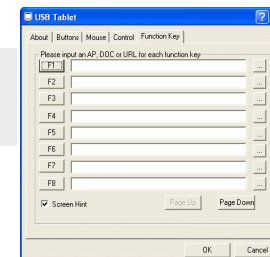 USB Tablet ?
About Buttons Mouse Control Function Key
Please input an AP, DOC or URL for each function key
F1 ...
F2 ...
F3 ...
F4 ...
F5 ...
F6 ...
F7 ...
F8 ...
Screen Hint Page Up Page Down
OK Cancel